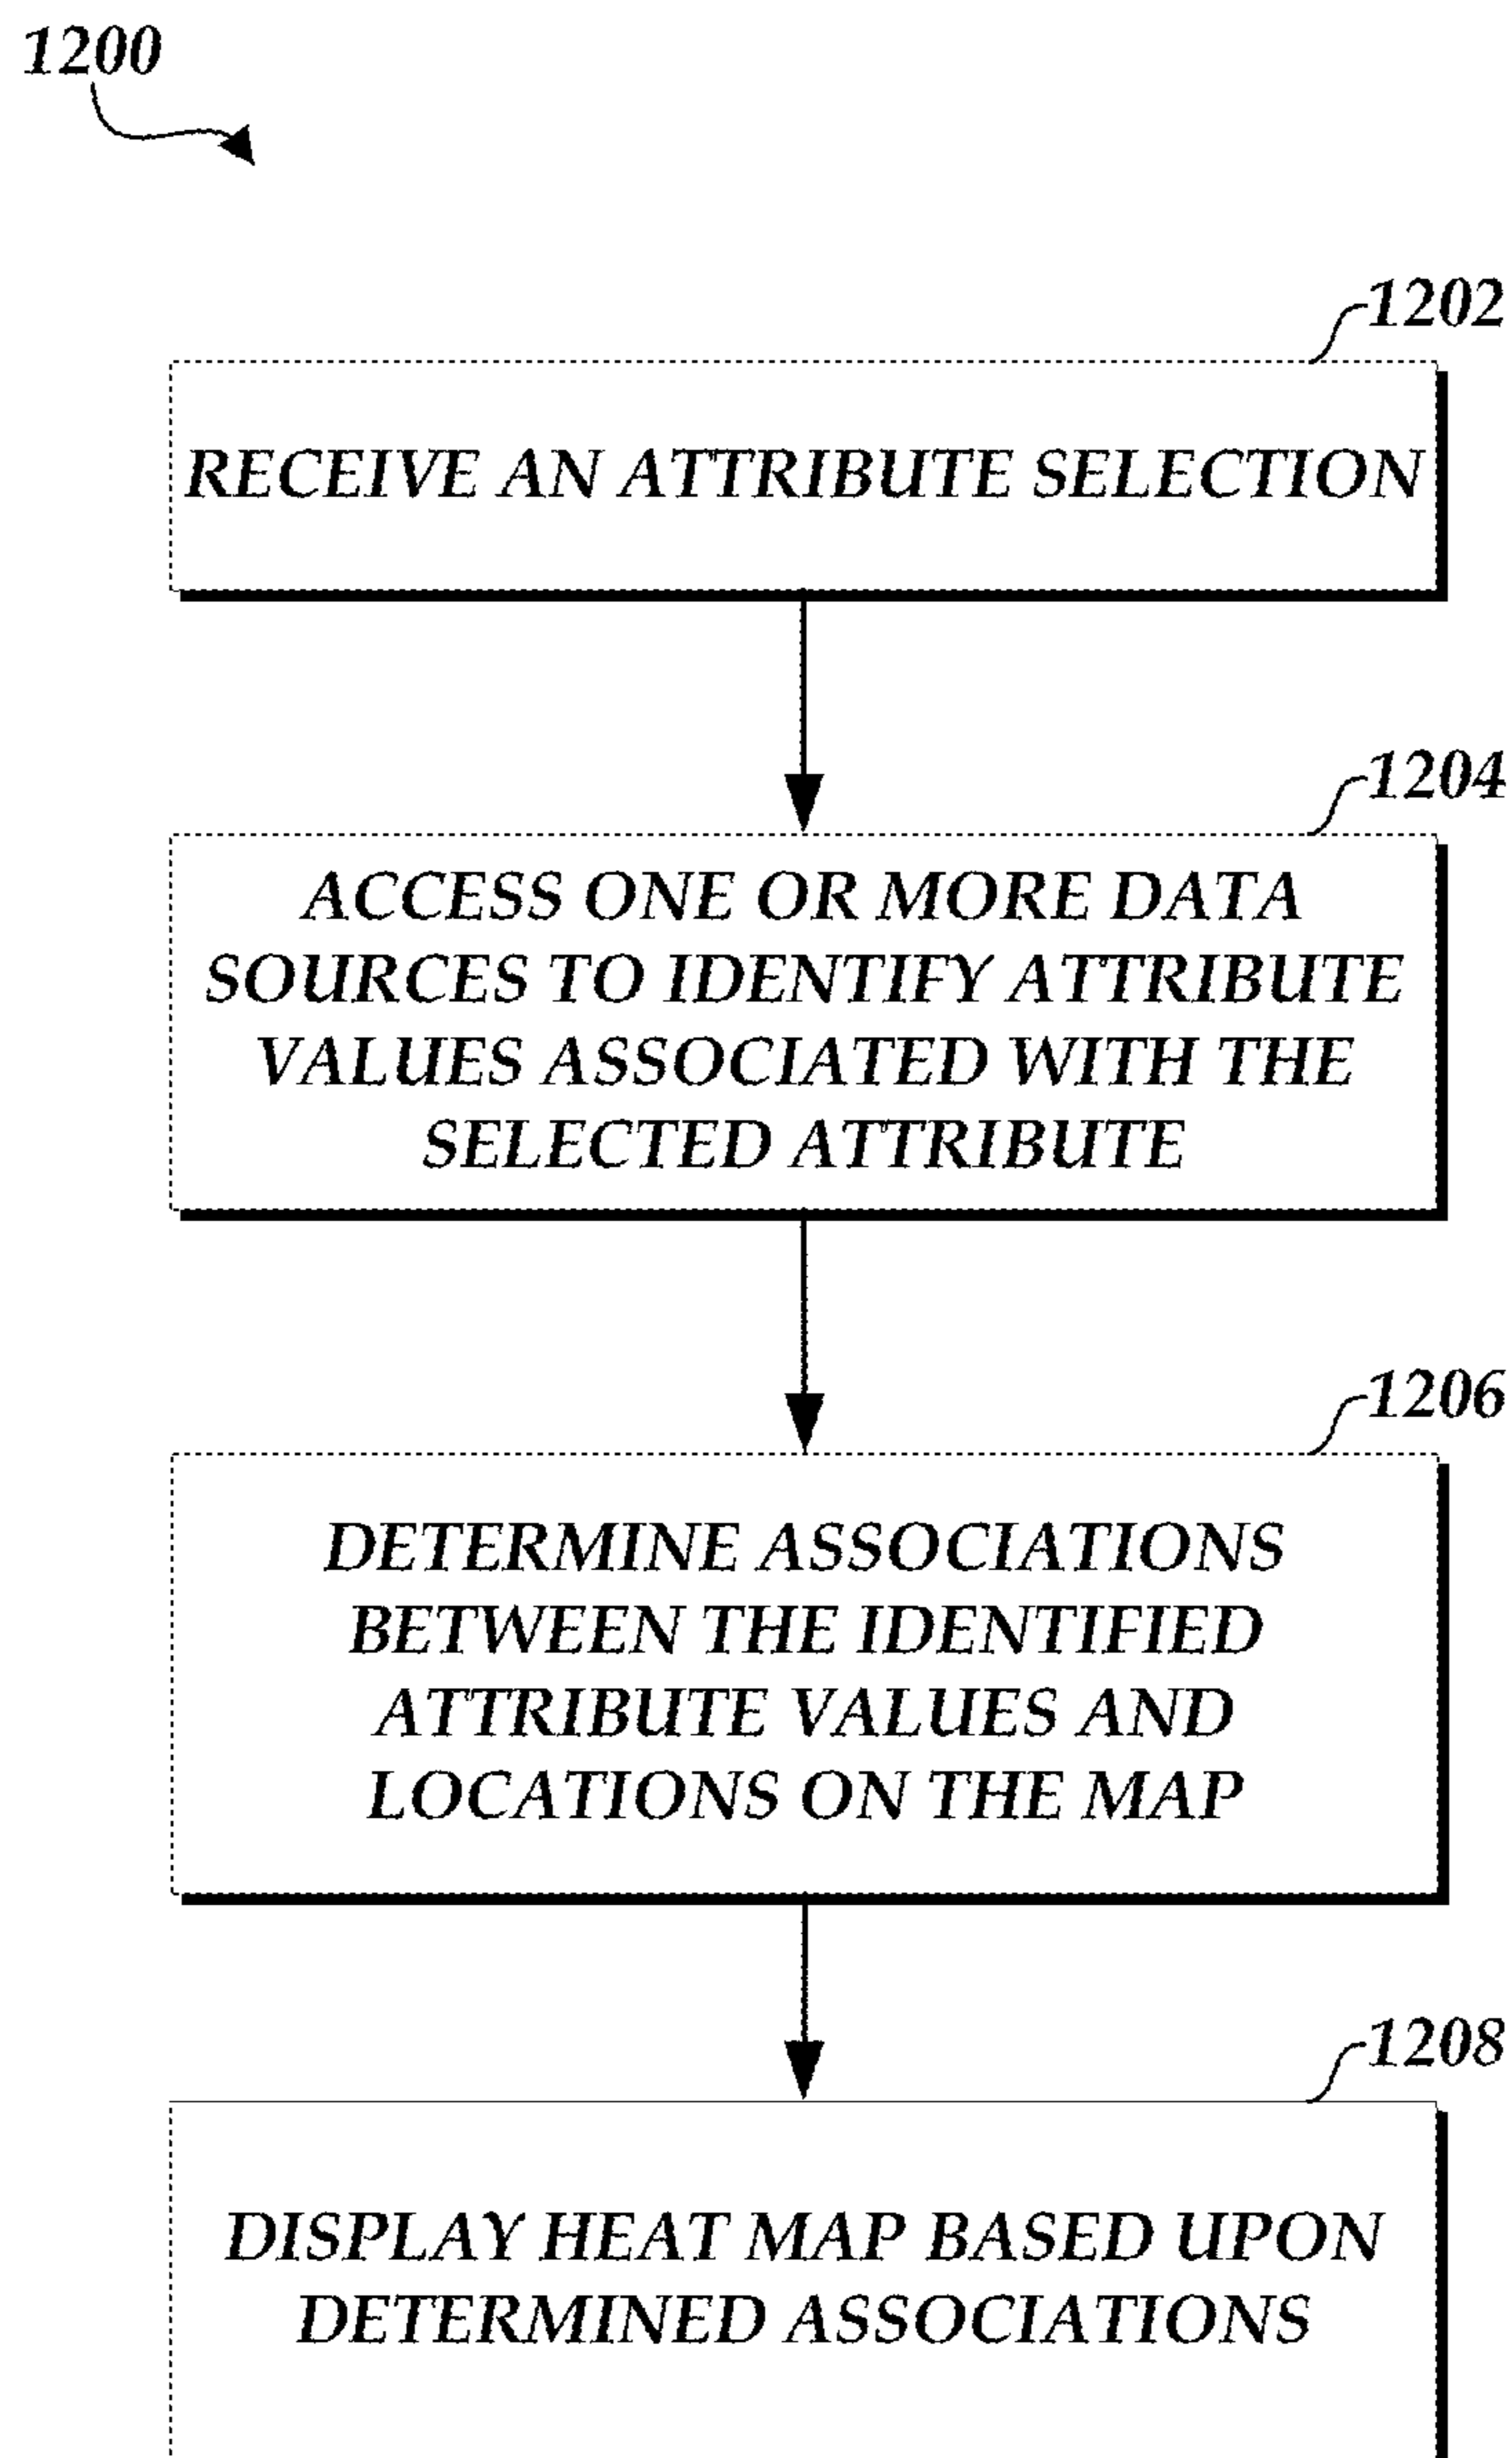 1200
1202
RECEIVE AN ATTRIBUTE SELECTION
1204
ACCESS ONE OR MORE DATA
SOURCES TO IDENTIFY ATTRIBUTE
VALUES ASSOCIATED WITH THE
SELECTED ATTRIBUTE
1206
DETERMINE ASSOCIATIONS
BETWEEN THE IDENTIFIED
ATTRIBUTE VALUES AND
LOCATIONS ON THE MAP
1208
DISPLAY HEAT MAP BASED UPON
DETERMINED ASSOCIATIONS